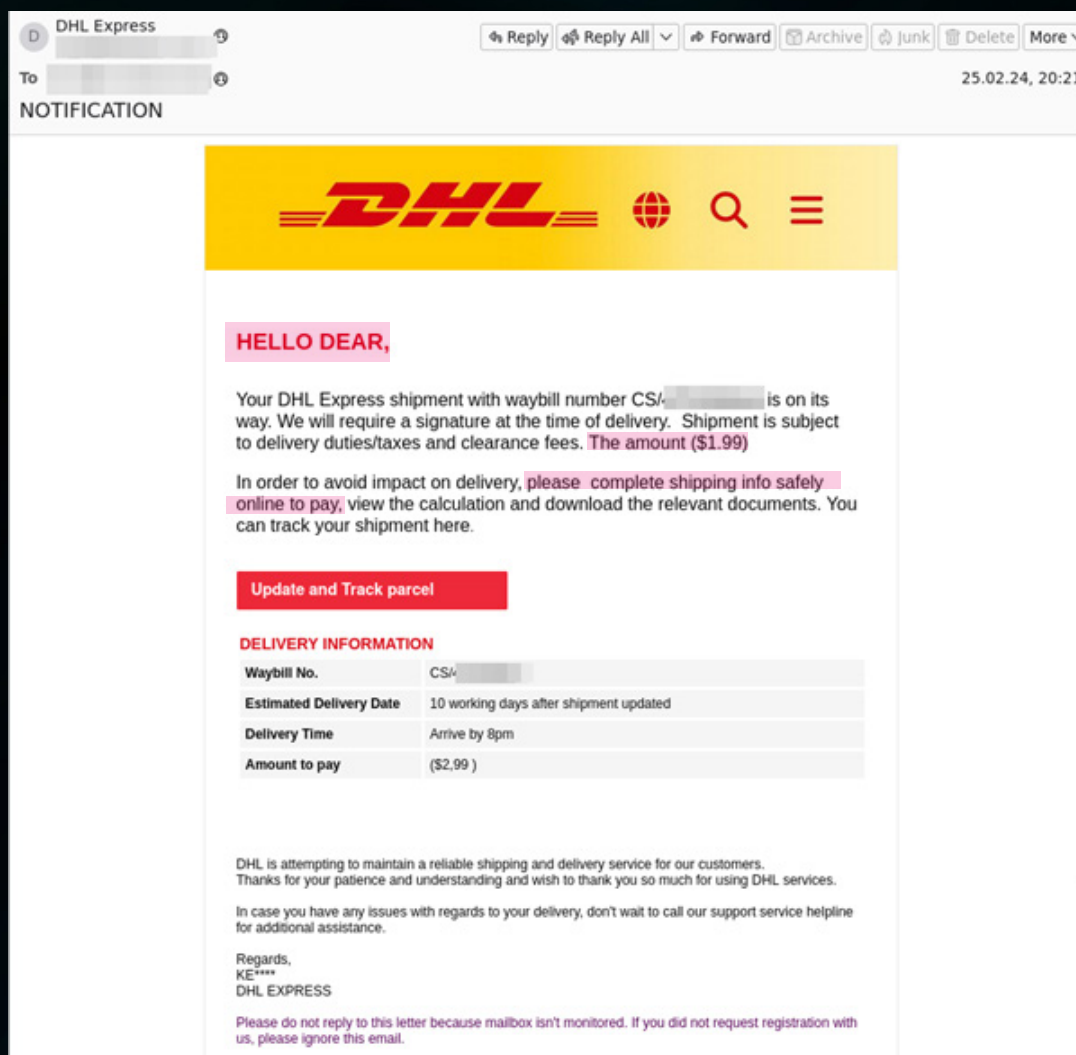 D
DHL Express
Reply Reply All Forward Archive Junk Delete More
To
25.02.24, 20:21
NOTIFICATION
DHL
HELLO DEAR,
Your DHL Express shipment with waybill number CS/ is on its
way. We will require a signature at the time of delivery. Shipment is subject
to delivery duties/taxes and clearance fees. The amount ($1.99)
In order to avoid impact on delivery, please complete shipping info safely
online to pay, view the calculation and download the relevant documents. You
can track your shipment here.
Update and Track parcel
DELIVERY INFORMATION
Waybill No. CS/
Estimated Delivery Date 10 working days after shipment updated
Delivery Time Arrive by 8pm
Amount to pay ($2,99 )
DHL is attempting to maintain a reliable shipping and delivery service for our customers.
Thanks for your patience and understanding and wish to thank you so much for using DHL services.
In case you have any issues with regards to your delivery, don't wait to call our support service helpline
for additional assistance.
Regards,
KE****
DHL EXPRESS
Please do not reply to this letter because mailbox isn't monitored. If you did not request registration with
us, please ignore this email.